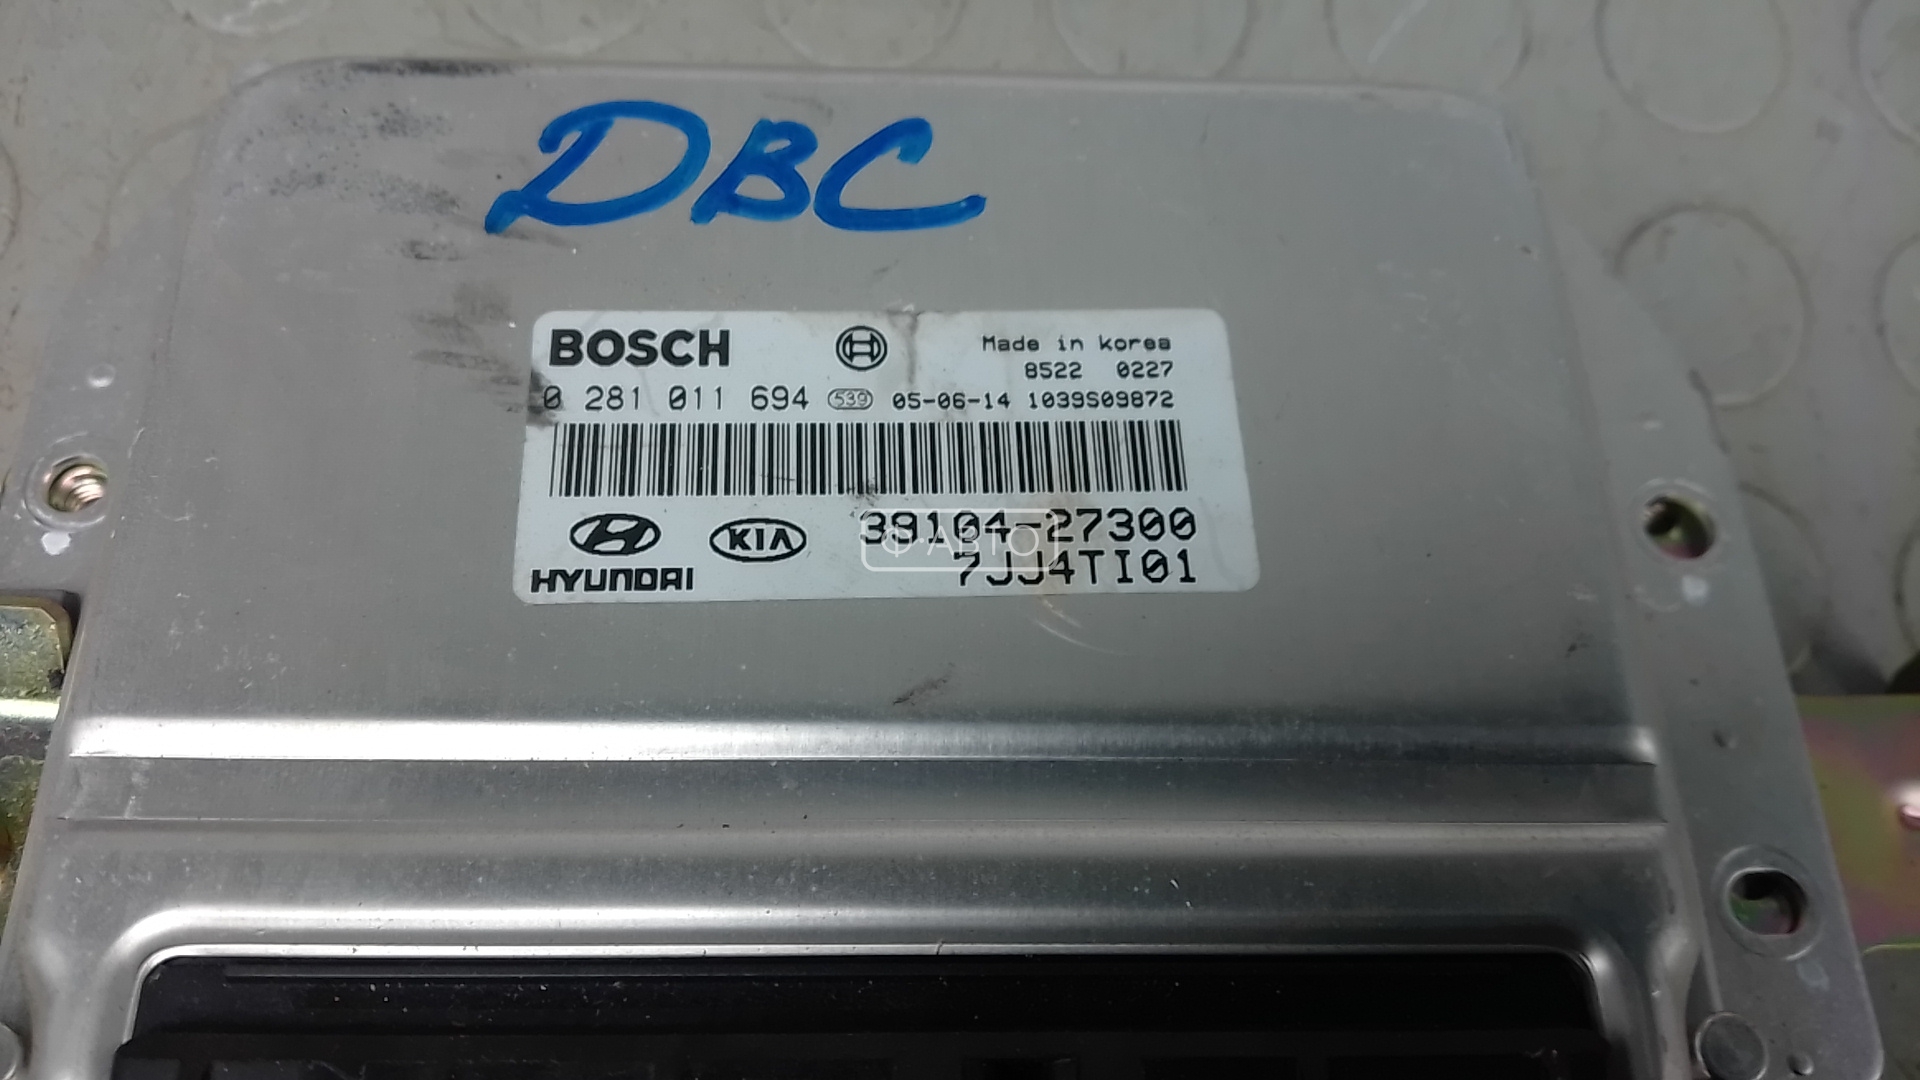 DBC
BOSCH
Made in korea
8522 0227
0 281 011 694 539 05-06-14 1039S09872
39104-27300
HYUNDAI KIA
7JJ4TI01
Ф-АВТО